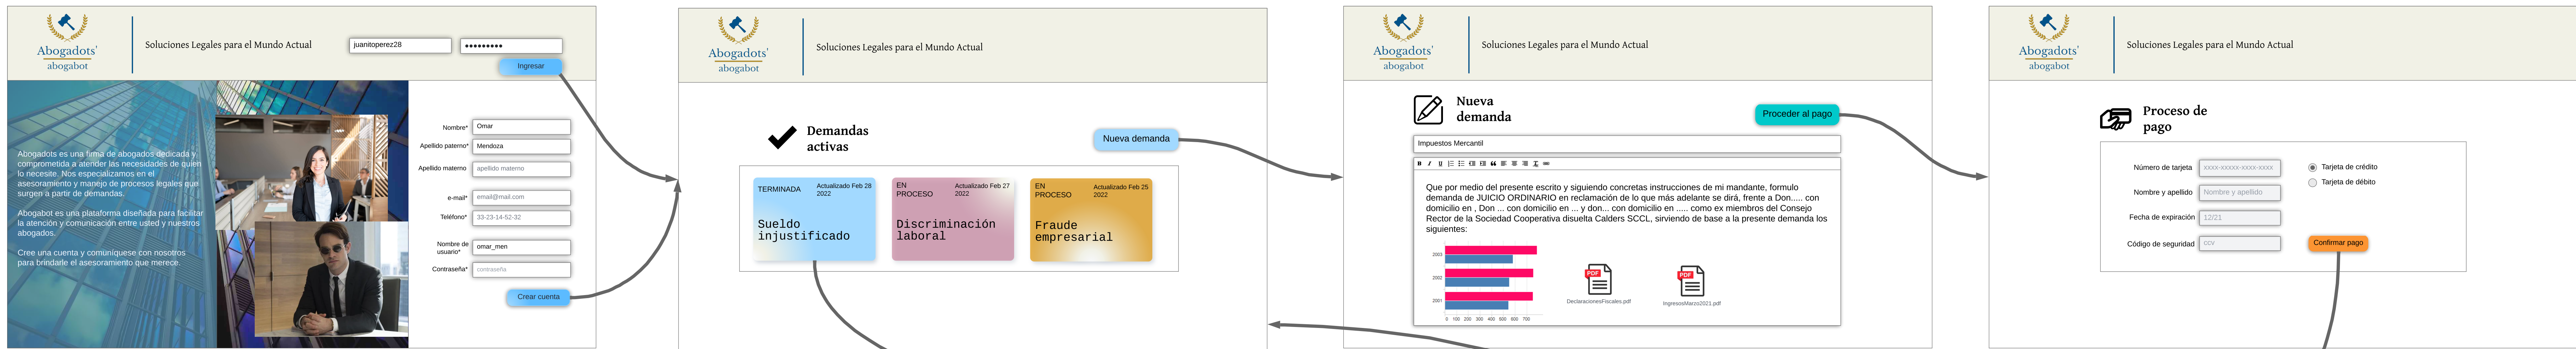 Abogadots'
abogabot
Soluciones Legales para el Mundo Actual
juanitoperez28
Ingresar
Abogadots es una firma de abogados dedicada y
comprometida a atender las necesidades de quien
lo necesite. Nos especializamos en el
asesoramiento y manejo de procesos legales que
surgen a partir de demandas.
Abogabot es una plataforma diseñada para facilitar
la atención y comunicación entre usted y nuestros
abogados.
Cree una cuenta y comuníquese con nosotros
para brindarle el asesoramiento que merece.
Nombre* Omar
Apellido paterno* Mendoza
Apellido materno apellido materno
e-mail* email@mail.com
Teléfono* 33-23-14-52-32
Nombre de
usuario* omar_men
Contraseña* contraseña
Crear cuenta
Abogadots'
abogabot
Soluciones Legales para el Mundo Actual
Demandas
activas
Nueva demanda
TERMINADA
Actualizado Feb 28
2022
Sueldo
injustificado
EN
PROCESO
Actualizado Feb 27
2022
Discriminación
laboral
EN
PROCESO
Actualizado Feb 25
2022
Fraude
empresarial
Abogadots'
abogabot
Soluciones Legales para el Mundo Actual
Nueva
demanda
Proceder al pago
Impuestos Mercantil
B I U
Que por medio del presente escrito y siguiendo concretas instrucciones de mi mandante, formulo
demanda de JUICIO ORDINARIO en reclamación de lo que más adelante se dirá, frente a Don..... con
domicilio en , Don ... con domicilio en ... y don... con domicilio en ..... como ex miembros del Consejo
Rector de la Sociedad Cooperativa disuelta Calders SCCL, sirviendo de base a la presente demanda los
siguientes:
2003
2002
2001
0 100 200 300 400 500 600 700
PDF
DeclaracionesFiscales.pdf
PDF
IngresosMarzo2021.pdf
Abogadots'
abogabot
Soluciones Legales para el Mundo Actual
Proceso de
pago
Número de tarjeta xxxx-xxxxx-xxxx-xxxx
Nombre y apellido Nombre y apellido
Fecha de expiración 12/21
Código de seguridad ccv
Tarjeta de crédito
Tarjeta de débito
Confirmar pago